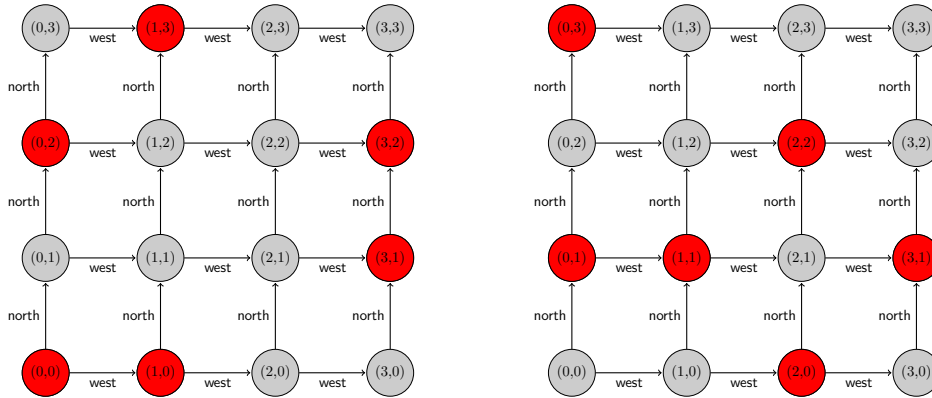 (0,3) (1,3) (2,3) (3,3) (0,3) (1,3) (2,3) (3,3)
west west west west west west
north north north north north north north north
(0,2) (1,2) (2,2) (3,2) (0,2) (1,2) (2,2) (3,2)
west west west west west west
north north north north north north north north
(0,1) (1,1) (2,1) (3,1) (0,1) (1,1) (2,1) (3,1)
west west west west west west
north north north north north north north north
(0,0) (1,0) (2,0) (3,0) (0,0) (1,0) (2,0) (3,0)
west west west west west west